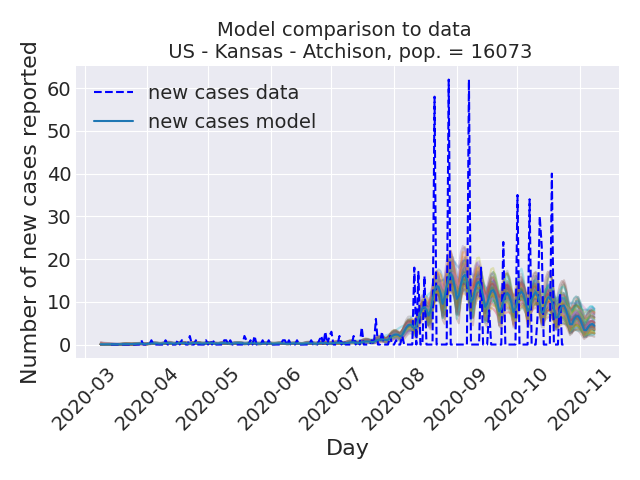 Model comparison to data
US - Kansas - Atchison, pop. = 16073
Number of new cases reported
60
50
40
30
20
10
0
new cases data
new cases model
2020-03
2020-04
2020-05
2020-06
2020-07
2020-08
2020-09
2020-10
2020-11
Day